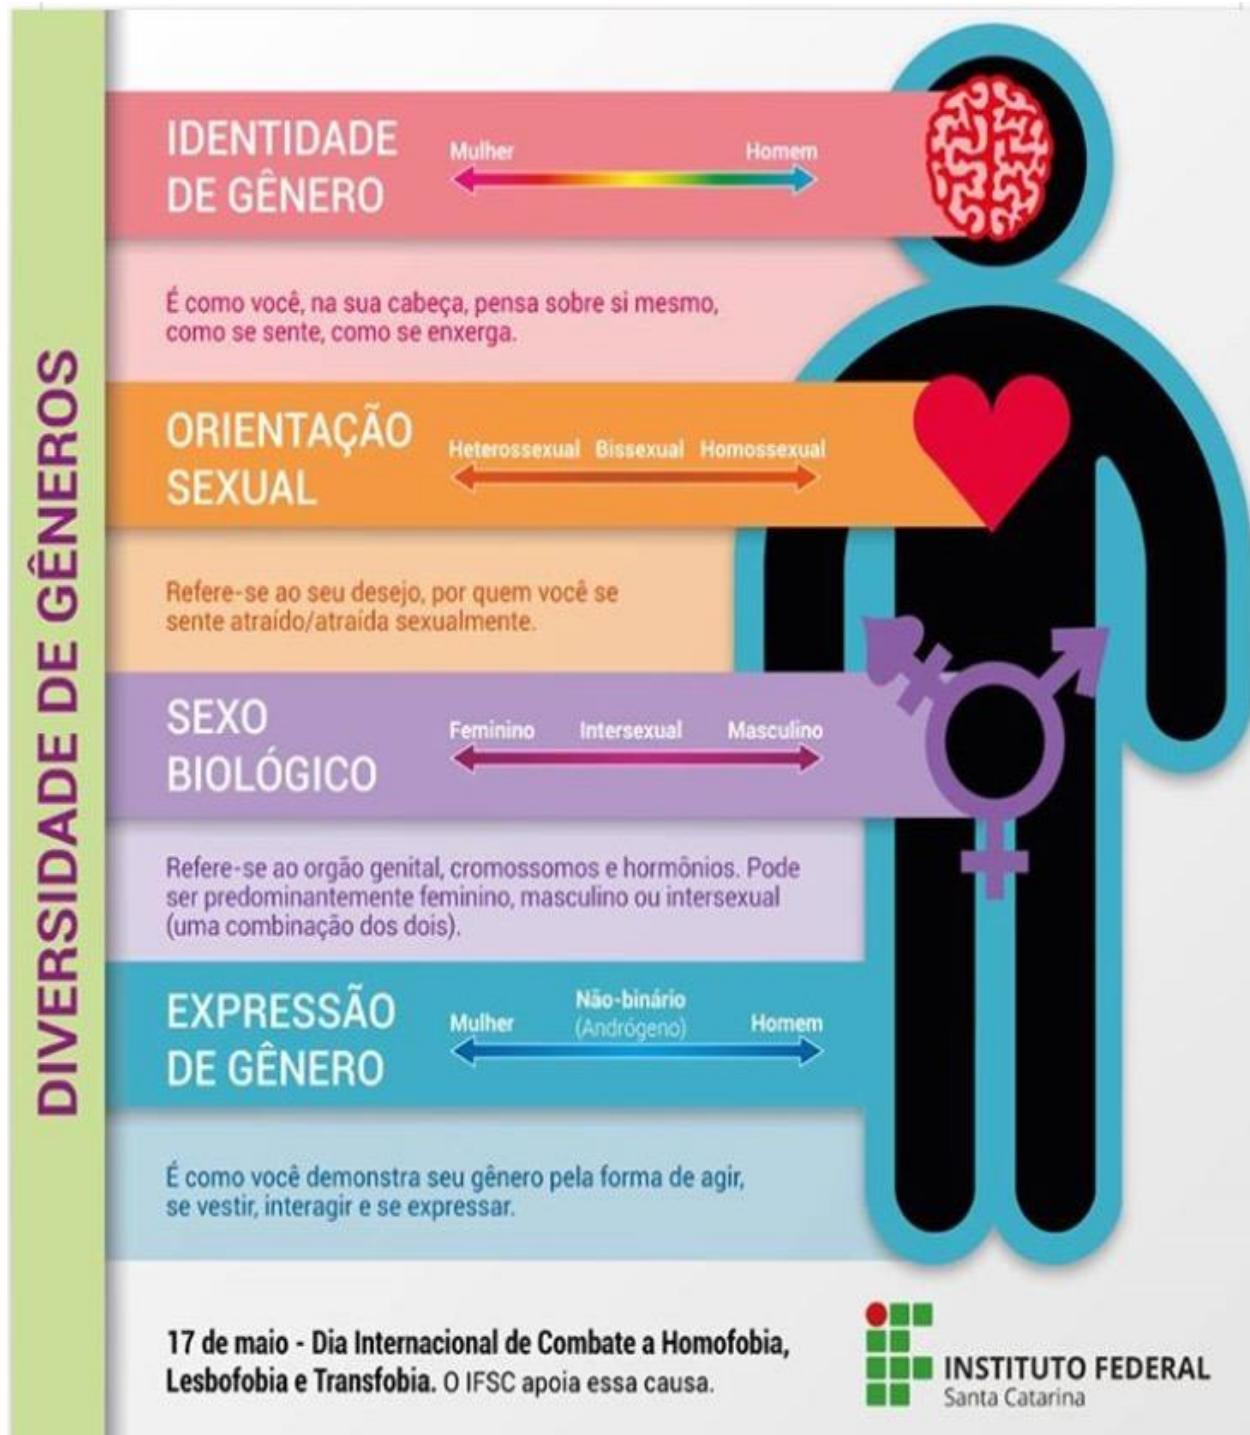 DIVERSIDADE DE GÊNEROS
IDENTIDADE
DE GÊNERO
Mulher Homem
É como você, na sua cabeça, pensa sobre si mesmo,
como se sente, como se enxerga.
ORIENTAÇÃO
SEXUAL
Heterossexual Bissexual Homossexual
Refere-se ao seu desejo, por quem você se
sente atraído/atraída sexualmente.
SEXO
BIOLÓGICO
Feminino Intersexual Masculino
Refere-se ao orgão genital, cromossomos e hormônios. Pode
ser predominantemente feminino, masculino ou intersexual
(uma combinação dos dois).
EXPRESSÃO
DE GÊNERO
Mulher Não-binário Homem
(Andrógeno)
É como você demonstra seu gênero pela forma de agir,
se vestir, interagir e se expressar.
17 de maio - Dia Internacional de Combate a Homofobia,
Lesbofobia e Transfobia. O IFSC apoia essa causa.
INSTITUTO FEDERAL
Santa Catarina